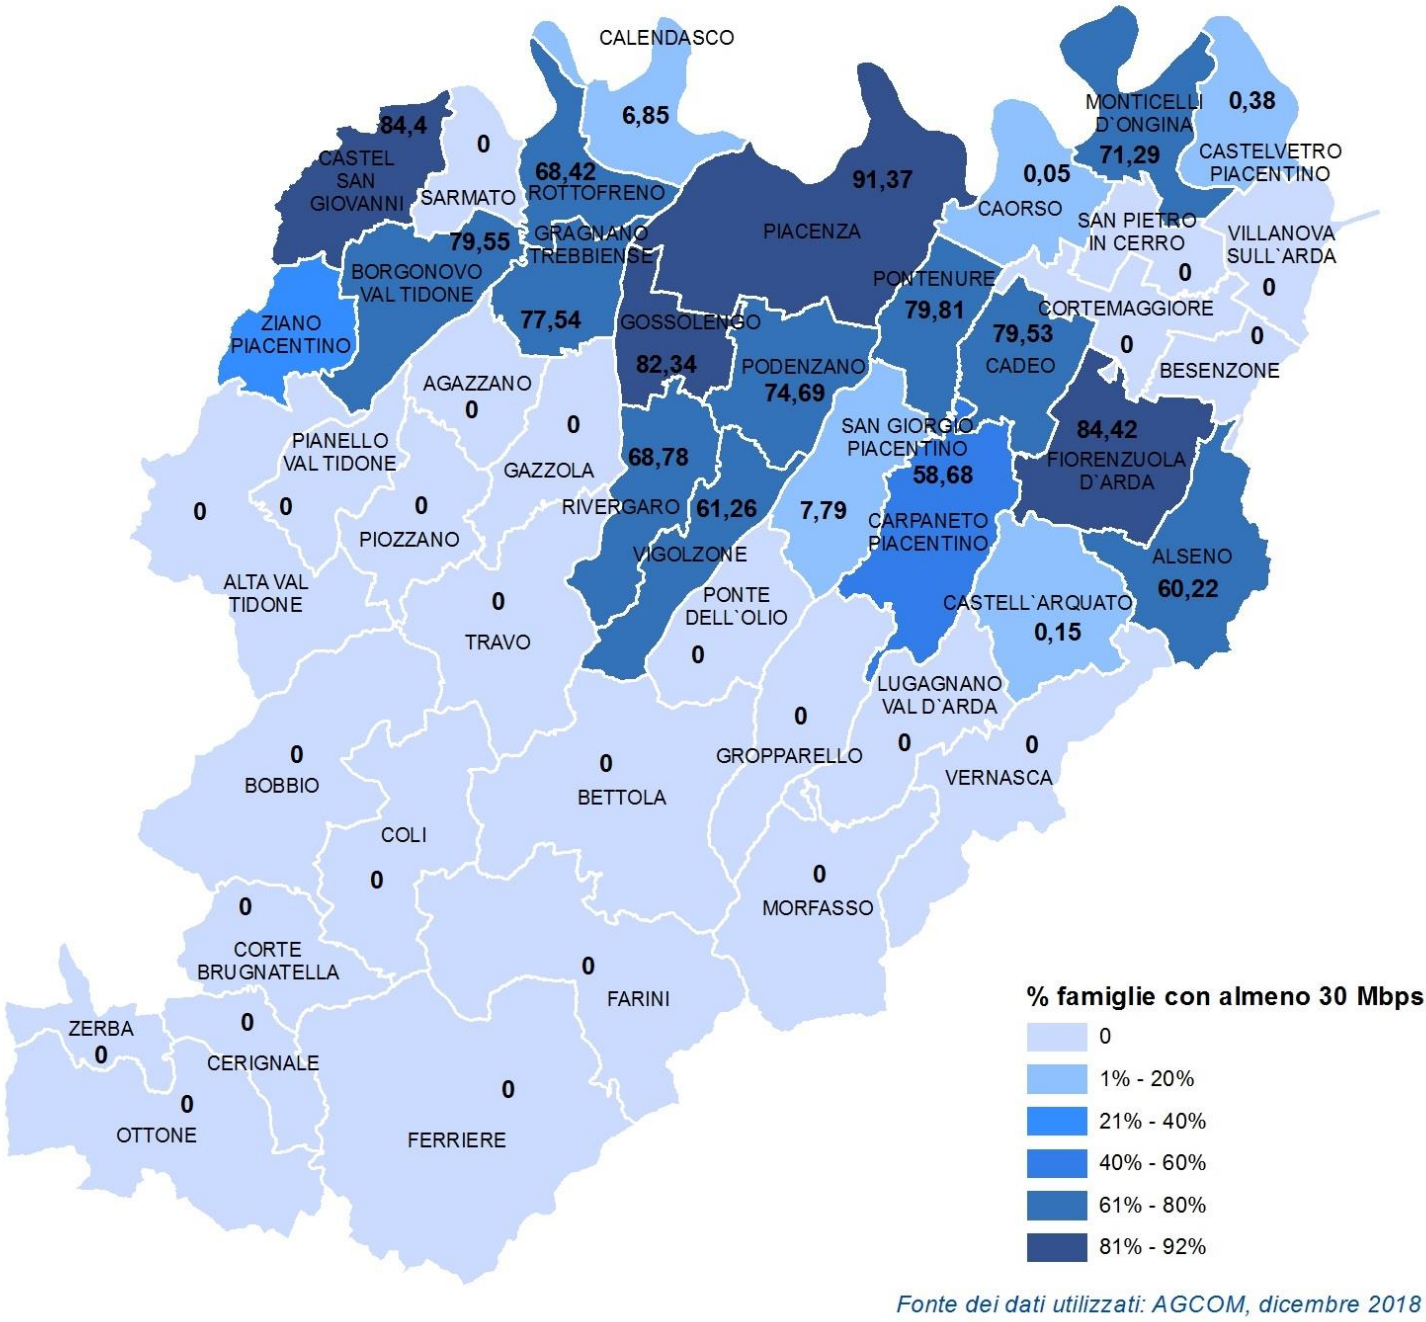 CALENDASCO
6,85
MONTICELLI
D`ONGINA
71,29
0,38
CASTELVETRO
PIACENTINO
84,4
CASTEL
SAN
GIOVANNI
0
SARMATO
68,42
ROTTOFRENO
91,37
PIACENZA
0,05
CAORSO
SAN PIETRO
IN CERRO
0
VILLANOVA
SULL`ARDA
0
79,55
BORGONOVO
VAL TIDONE
GRAGNANO
TREBBIENSE
77,54
ZIANO
PIACENTINO
GOSSOLENGO
82,34
PODENZANO
74,69
PONTENURE
79,81
79,53
CADEO
CORTEMAGGIORE
0
0
BESENZONE
AGAZZANO
0
0
GAZZOLA
PIANELLO
VAL TIDONE
0
0
PIOZZANO
0
ALTA VAL
TIDONE
68,78
RIVERGARO
61,26
VIGOLZONE
SAN GIORGIO
PIACENTINO
7,79
58,68
CARPANETO
PIACENTINO
84,42
FIORENZUOLA
D`ARDA
ALSENO
60,22
CASTELL`ARQUATO
0,15
0
TRAVO
PONTE
DELL`OLIO
0
LUGAGNANO
VAL D`ARDA
0
0
GROPPARELLO
0
VERNASCA
0
BOBBIO
0
BETTOLA
COLI
0
0
MORFASSO
0
CORTE
BRUGNATELLA
0
FARINI
ZERBA
0
0
CERIGNALE
0
OTTONE
0
FERRIERE
% famiglie con almeno 30 Mbps
0
1% - 20%
21% - 40%
40% - 60%
61% - 80%
81% - 92%
Fonte dei dati utilizzati: AGCOM, dicembre 2018